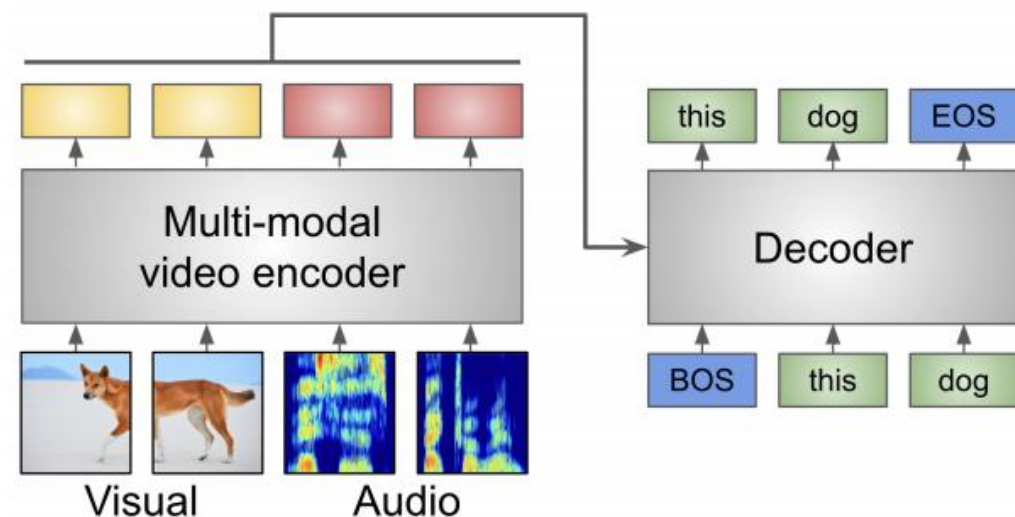 this dog EOS
Multi-modal
video encoder
Decoder
BOS this dog
Visual Audio